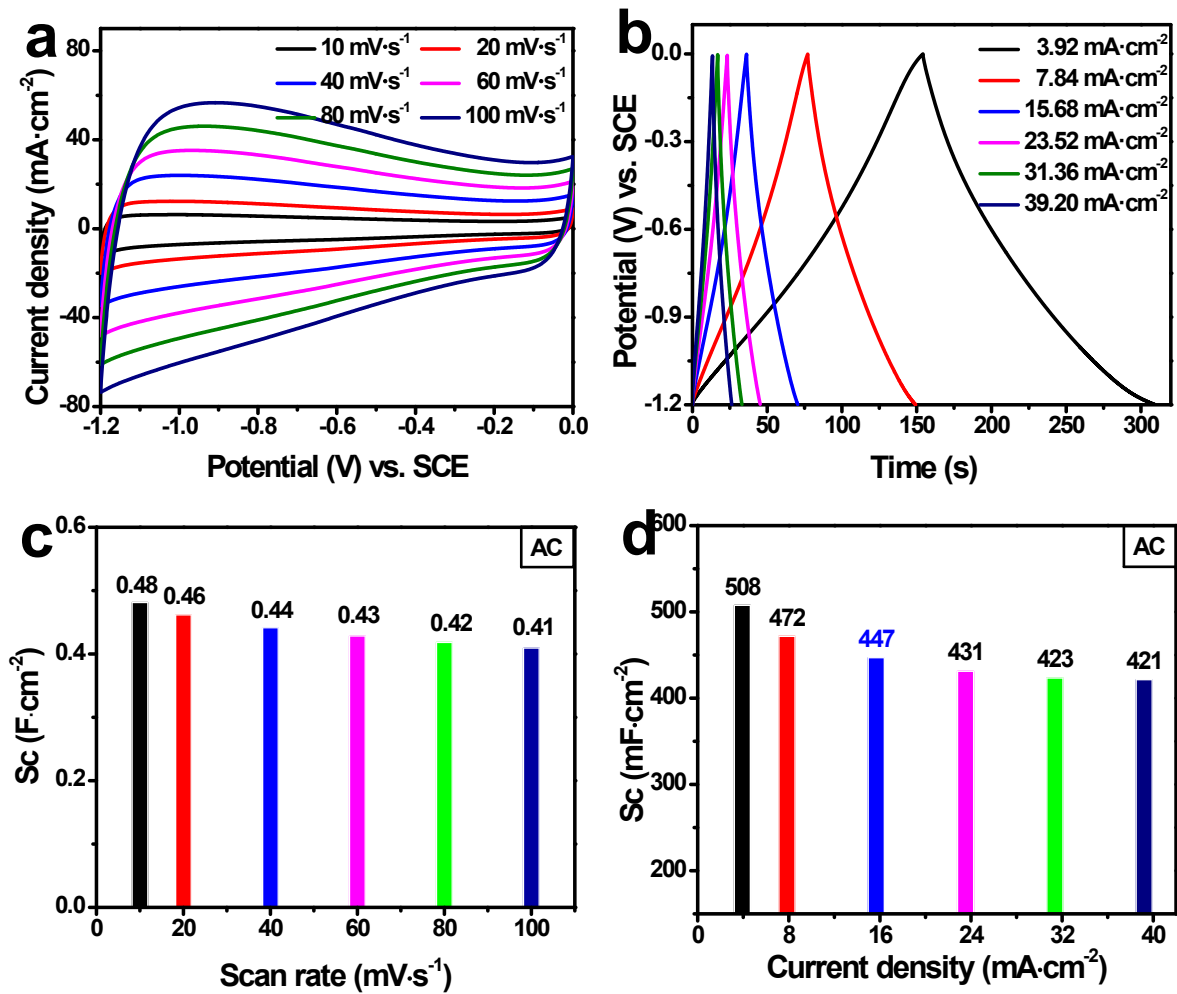 a
10 mV·s⁻¹ 20 mV·s⁻¹
40 mV·s⁻¹ 60 mV·s⁻¹
80 mV·s⁻¹ 100 mV·s⁻¹
80
40
0
-40
-80
Current density (mA·cm⁻²)
-1.2 -1.0 -0.8 -0.6 -0.4 -0.2 0.0
Potential (V) vs. SCE
b
3.92 mA·cm⁻²
7.84 mA·cm⁻²
15.68 mA·cm⁻²
23.52 mA·cm⁻²
31.36 mA·cm⁻²
39.20 mA·cm⁻²
0.0
-0.3
-0.6
-0.9
-1.2
Potential (V) vs. SCE
0 50 100 150 200 250 300
Time (s)
c
AC
0.6
0.4
0.2
0.0
Sc (F·cm⁻²)
0.48 0.46 0.44 0.43 0.42 0.41
0 20 40 60 80 100
Scan rate (mV·s⁻¹)
d
AC
600
500
400
300
200
Sc (mF·cm⁻²)
508 472 447 431 423 421
0 8 16 24 32 40
Current density (mA·cm⁻²)